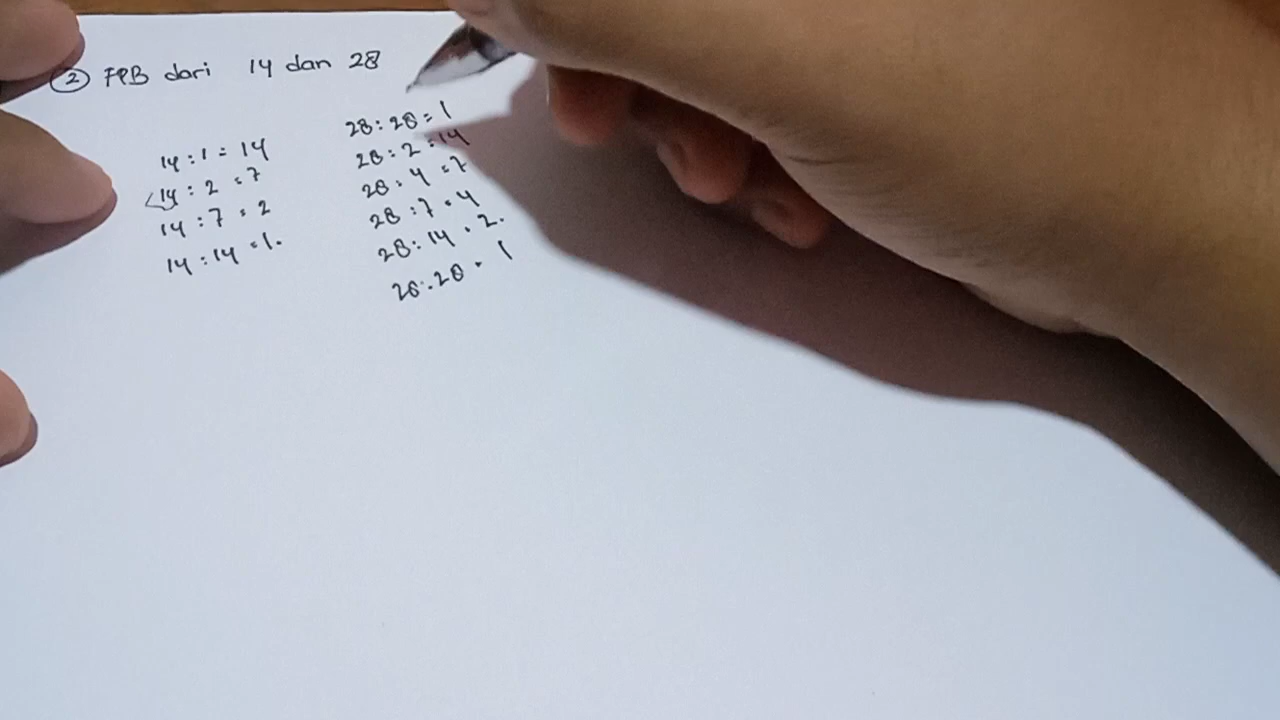 2 FPB dari 14 dan 28
14 : 1 = 14
14 : 2 = 7
14 : 7 = 2
14 : 14 = 1.
28 : 28 = 1
28 : 2 = 14
28 : 4 = 7
28 : 7 = 4
28 : 14 = 2.
28 : 28 = 1